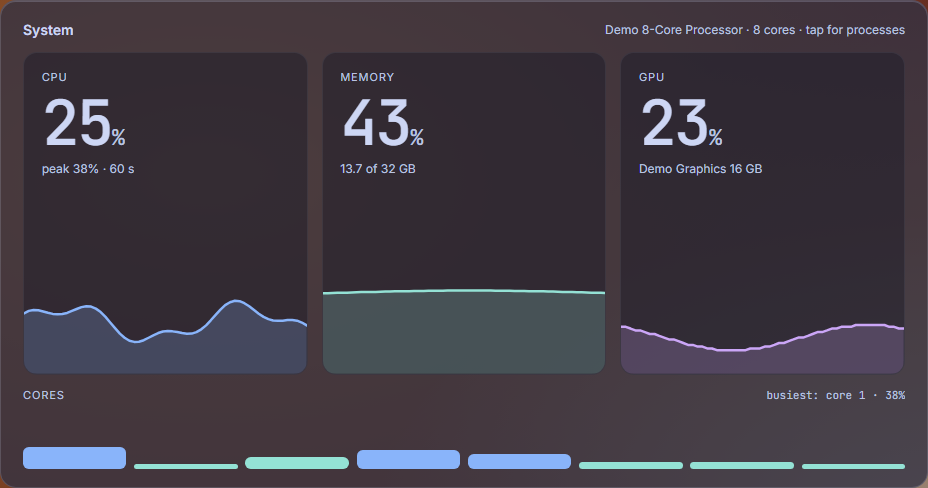 System
Demo 8-Core Processor · 8 cores · tap for processes
CPU
25%
peak 38% · 60 s
MEMORY
43%
13.7 of 32 GB
GPU
23%
Demo Graphics 16 GB
CORES
busiest: core 1 · 38%